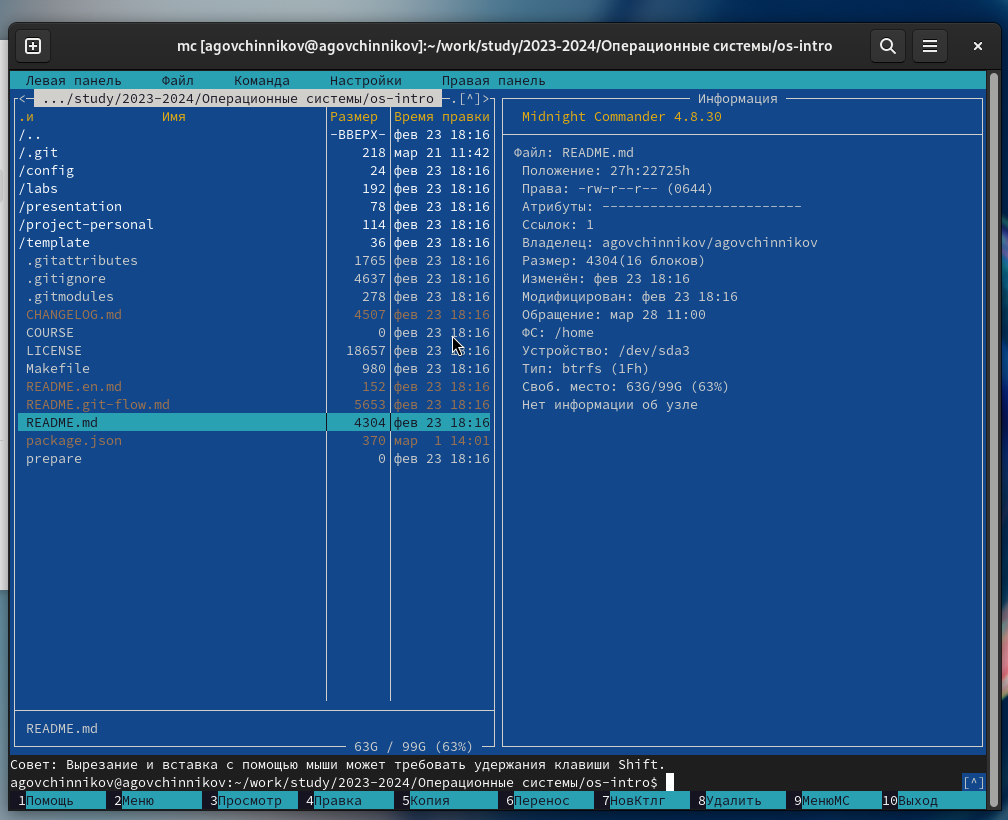 mc [agovchinnikov@agovchinnikov]:~/work/study/2023-2024/Операционные системы/os-intro
Левая панель Файл Команда Настройки Правая панель
<— .../study/2023-2024/Операционные системы/os-intro —.[^]>
.и Имя Размер Время правки
/.. -ВВЕРХ- фев 23 18:16
/.git 218 мар 21 11:42
/config 24 фев 23 18:16
/labs 192 фев 23 18:16
/presentation 78 фев 23 18:16
/project-personal 114 фев 23 18:16
/template 36 фев 23 18:16
.gitattributes 1765 фев 23 18:16
.gitignore 4637 фев 23 18:16
.gitmodules 278 фев 23 18:16
CHANGELOG.md 4507 фев 23 18:16
COURSE 0 фев 23 18:16
LICENSE 18657 фев 23 18:16
Makefile 980 фев 23 18:16
README.en.md 152 фев 23 18:16
README.git-flow.md 5653 фев 23 18:16
README.md 4304 фев 23 18:16
package.json 370 мар 1 14:01
prepare 0 фев 23 18:16
README.md
63G / 99G (63%)
Информация
Midnight Commander 4.8.30
Файл: README.md
Положение: 27h:22725h
Права: -rw-r--r-- (0644)
Атрибуты: -------------------------
Ссылок: 1
Владелец: agovchinnikov/agovchinnikov
Размер: 4304(16 блоков)
Изменён: фев 23 18:16
Модифицирован: фев 23 18:16
Обращение: мар 28 11:00
ФС: /home
Устройство: /dev/sda3
Тип: btrfs (1Fh)
Своб. место: 63G/99G (63%)
Нет информации об узле
Совет: Вырезание и вставка с помощью мыши может требовать удержания клавиши Shift.
agovchinnikov@agovchinnikov:~/work/study/2023-2024/Операционные системы/os-intro$ [^]
1Помощь 2Меню 3Просмотр 4Правка 5Копия 6Перенос 7НовКтлг 8Удалить 9МенюМС 10Выход